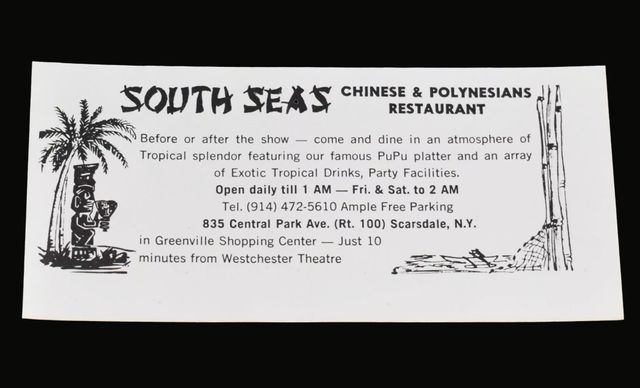 SOUTH SEAS CHINESE & POLYNESIANS
RESTAURANT
Before or after the show — come and dine in an atmosphere of
Tropical splendor featuring our famous PuPu platter and an array
of Exotic Tropical Drinks, Party Facilities.
Open daily till 1 AM — Fri. & Sat. to 2 AM
Tel. (914) 472-5610 Ample Free Parking
835 Central Park Ave. (Rt. 100) Scarsdale, N.Y.
in Greenville Shopping Center — Just 10
minutes from Westchester Theatre